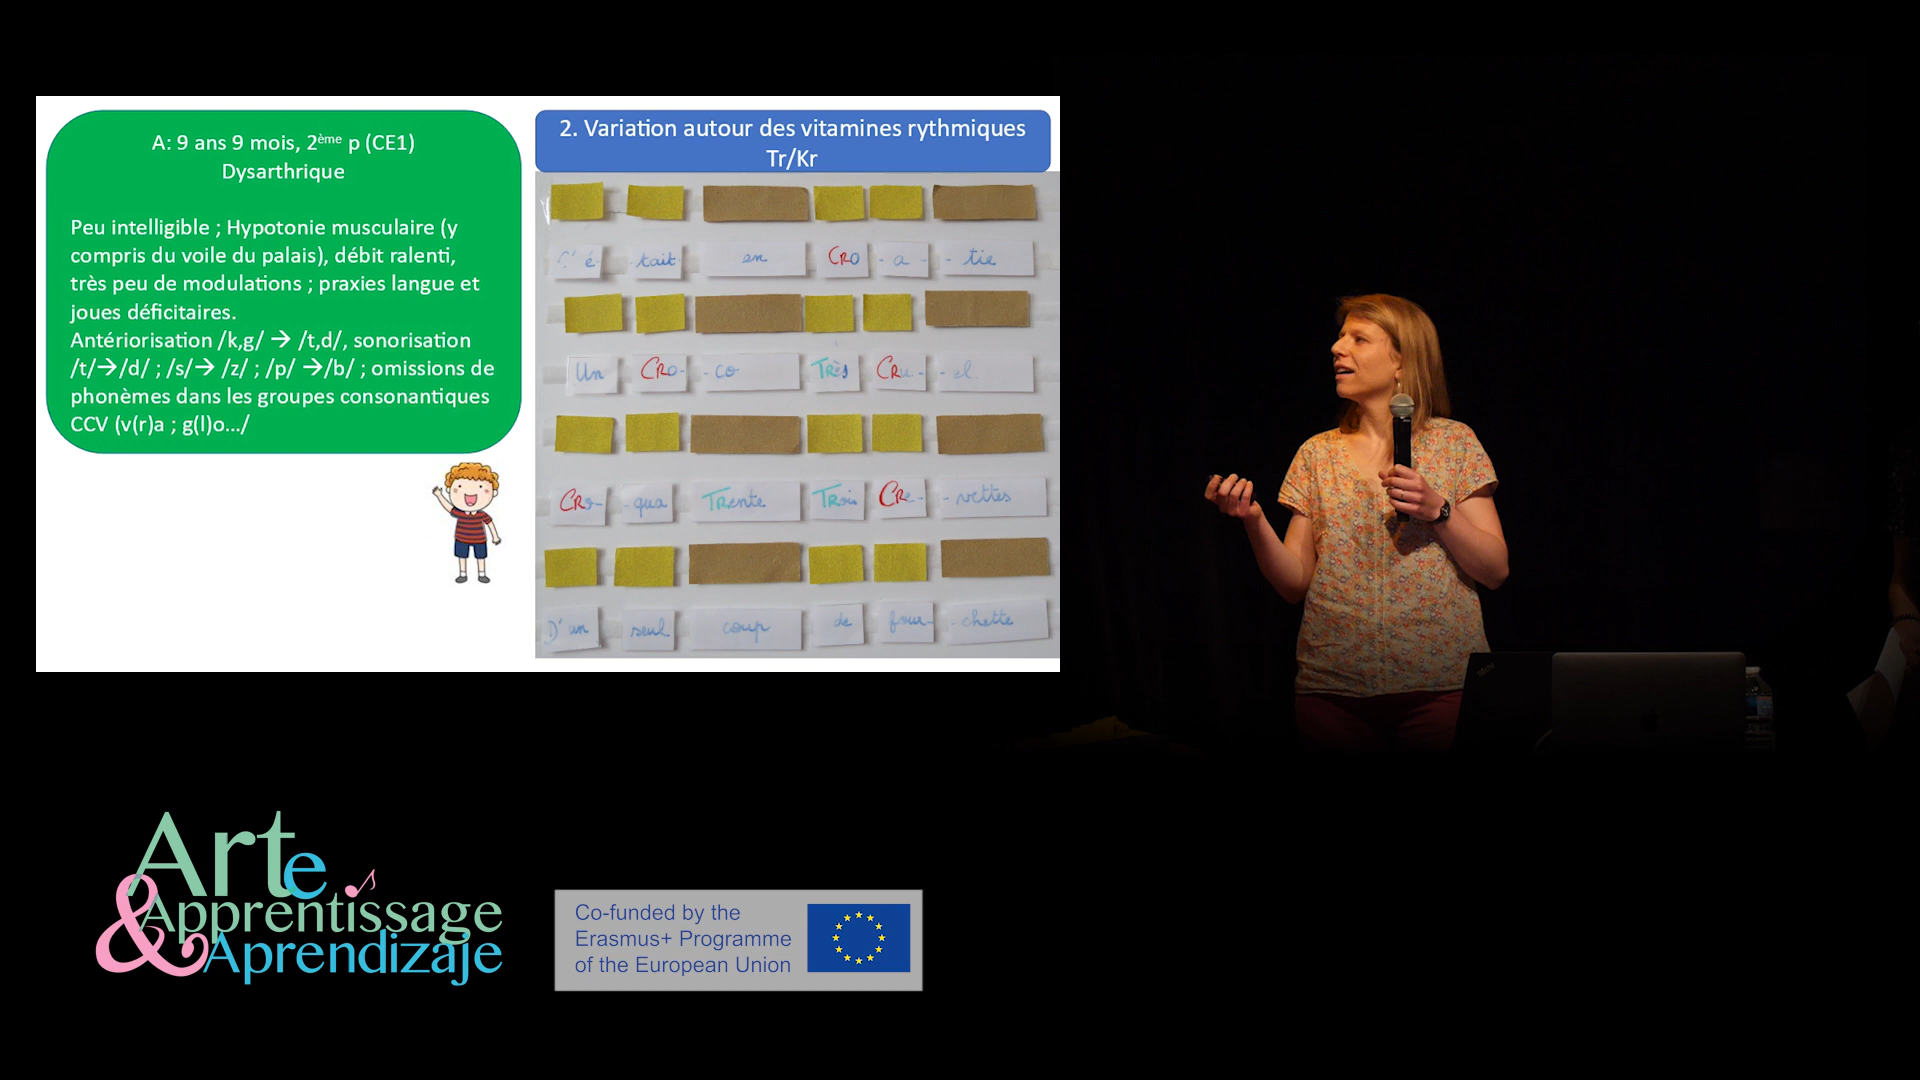 A: 9 ans 9 mois, 2ème p (CE1)
Dysarthrique
Peu intelligible ; Hypotonie musculaire (y
compris du voile du palais), débit ralenti,
très peu de modulations ; praxies langue et
joues déficitaires.
Antériorisation /k,g/ → /t,d/, sonorisation
/t/→/d/ ; /s/→ /z/ ; /p/ →/b/ ; omissions de
phonèmes dans les groupes consonantiques
CCV (v(r)a ; g(l)o.../
2. Variation autour des vitamines rythmiques
Tr/Kr
C'é- -tait en CRO -a- -tie
Un CRO- -co TRès CRu- -el
CRo- -qua TRente TRois CRe- -vettes
D'un seul coup de four- -chette
Arte
& Apprentissage
Aprendizaje
Co-funded by the
Erasmus+ Programme
of the European Union